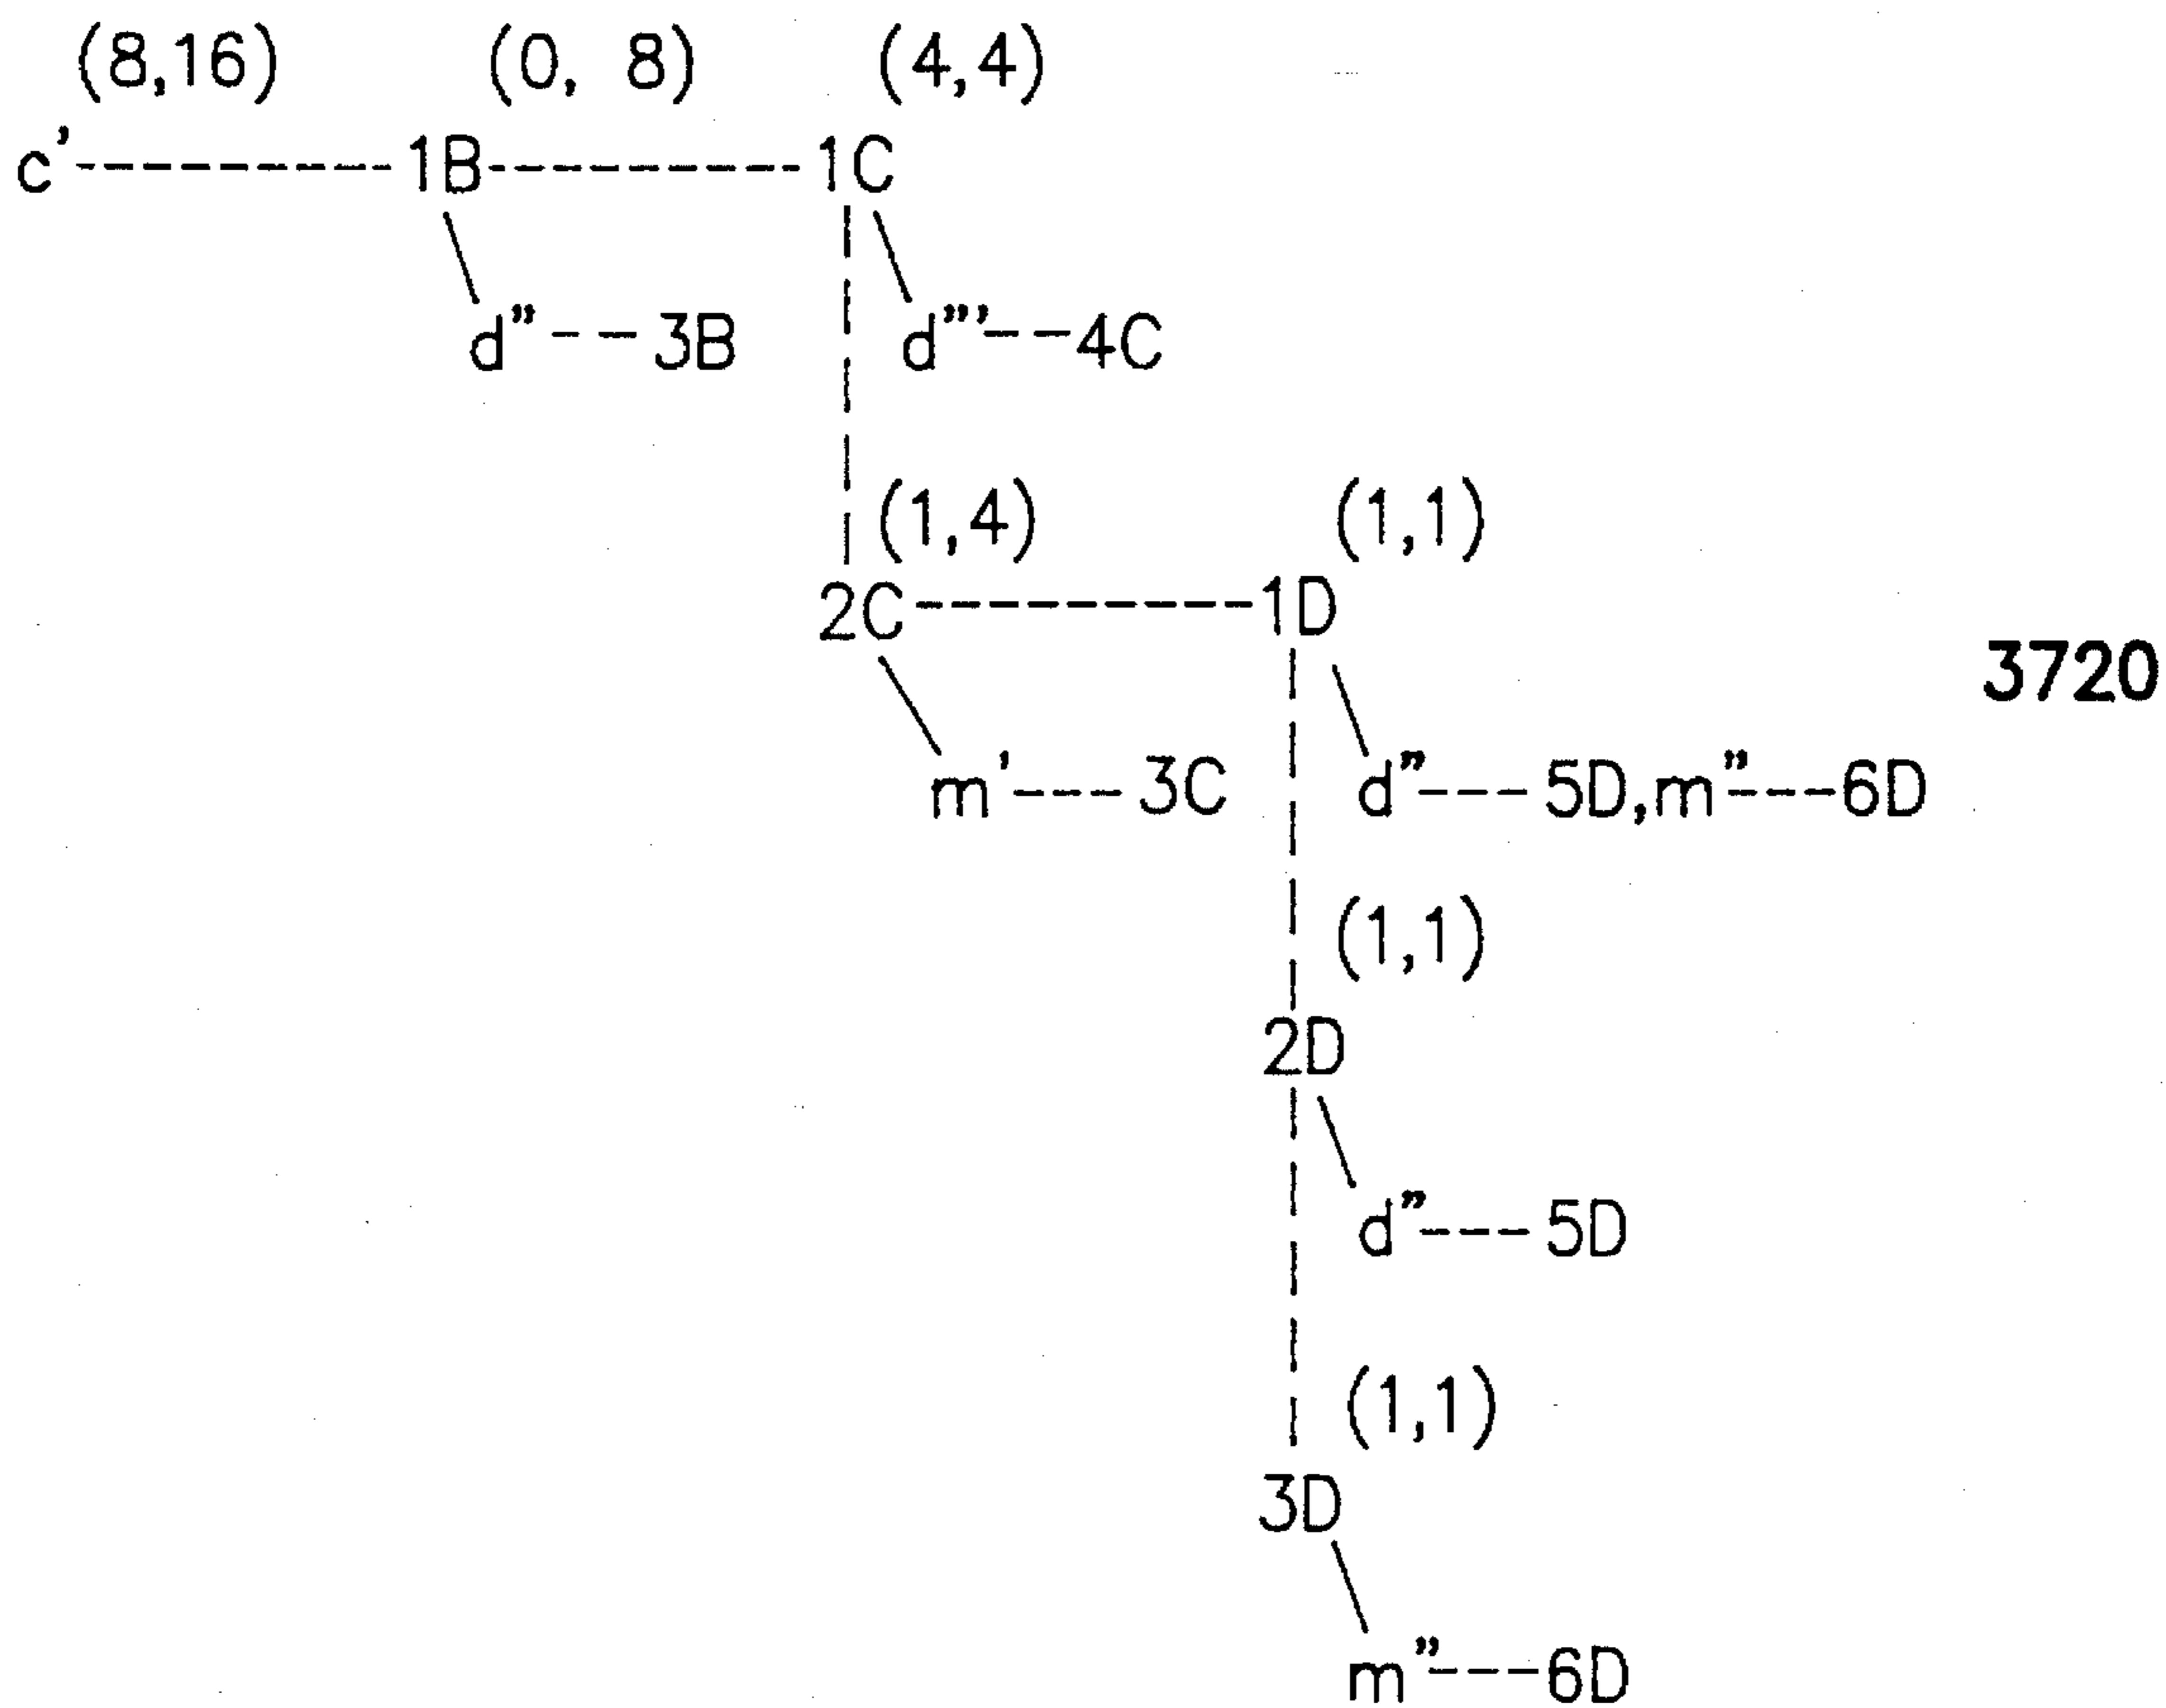 (8,16) (0, 8) (4,4)
c'---------1B---------1C
d"--3B d"'--4C
(1,4) (1,1)
2C---------1D
3720
m'---3C d"---5D,m"---6D
(1,1)
2D
d"---5D
(1,1)
3D
m"---6D